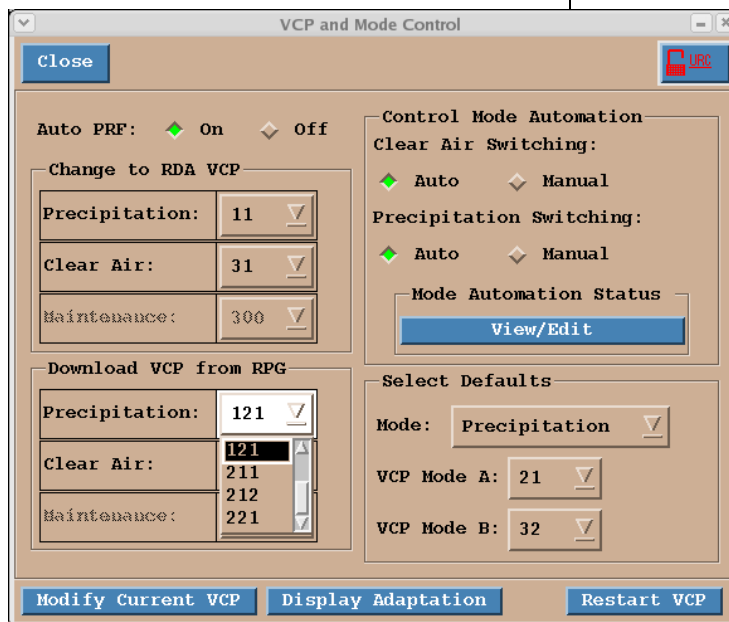 VCP and Mode Control
Close
URC
Auto PRF: On Off
Change to RDA VCP
Precipitation: 11
Clear Air: 31
Maintenance: 300
Download VCP from RPG
Precipitation: 121
121
211
212
221
Clear Air:
Maintenance:
Control Mode Automation
Clear Air Switching:
Auto Manual
Precipitation Switching:
Auto Manual
Mode Automation Status
View/Edit
Select Defaults
Mode: Precipitation
VCP Mode A: 21
VCP Mode B: 32
Modify Current VCP Display Adaptation Restart VCP